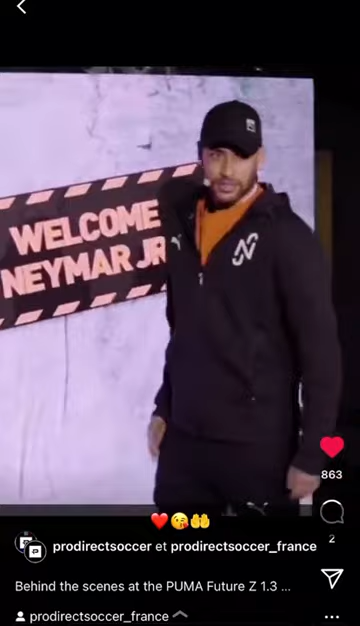 WELCOME
NEYMAR JR
863
2
prodirectsoccer et prodirectsoccer_france
Behind the scenes at the PUMA Future Z 1.3 ...
prodirectsoccer_france